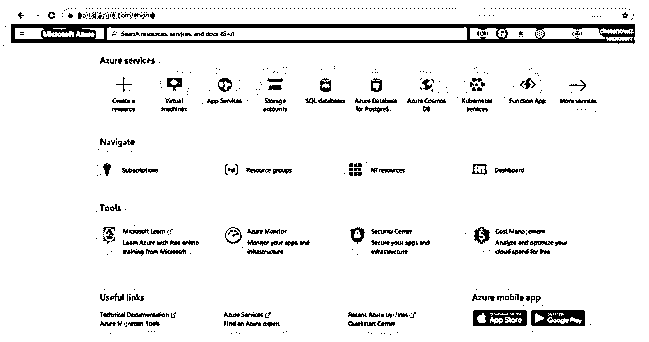 portal.azure.com/#home
Microsoft Azure
Search resources, services, and docs (G+/)
Azure services
Create a resource
Virtual machines
App Services
Storage accounts
SQL databases
Azure Database for PostgreS...
Azure Cosmos DB
Kubernetes services
Function App
More services
Navigate
Subscriptions
Resource groups
All resources
Dashboard
Tools
Microsoft Learn
Learn Azure with free online
training from Microsoft
Azure Monitor
Monitor your apps and
infrastructure
Security Center
Secure your apps and
infrastructure
Cost Management
Analyze and optimize your
cloud spend for free
Useful links
Technical Documentation
Azure Migration Tools
Azure Services
Find an Azure expert
Recent Azure Updates
Quickstart Center
Azure mobile app
App Store
Google Play